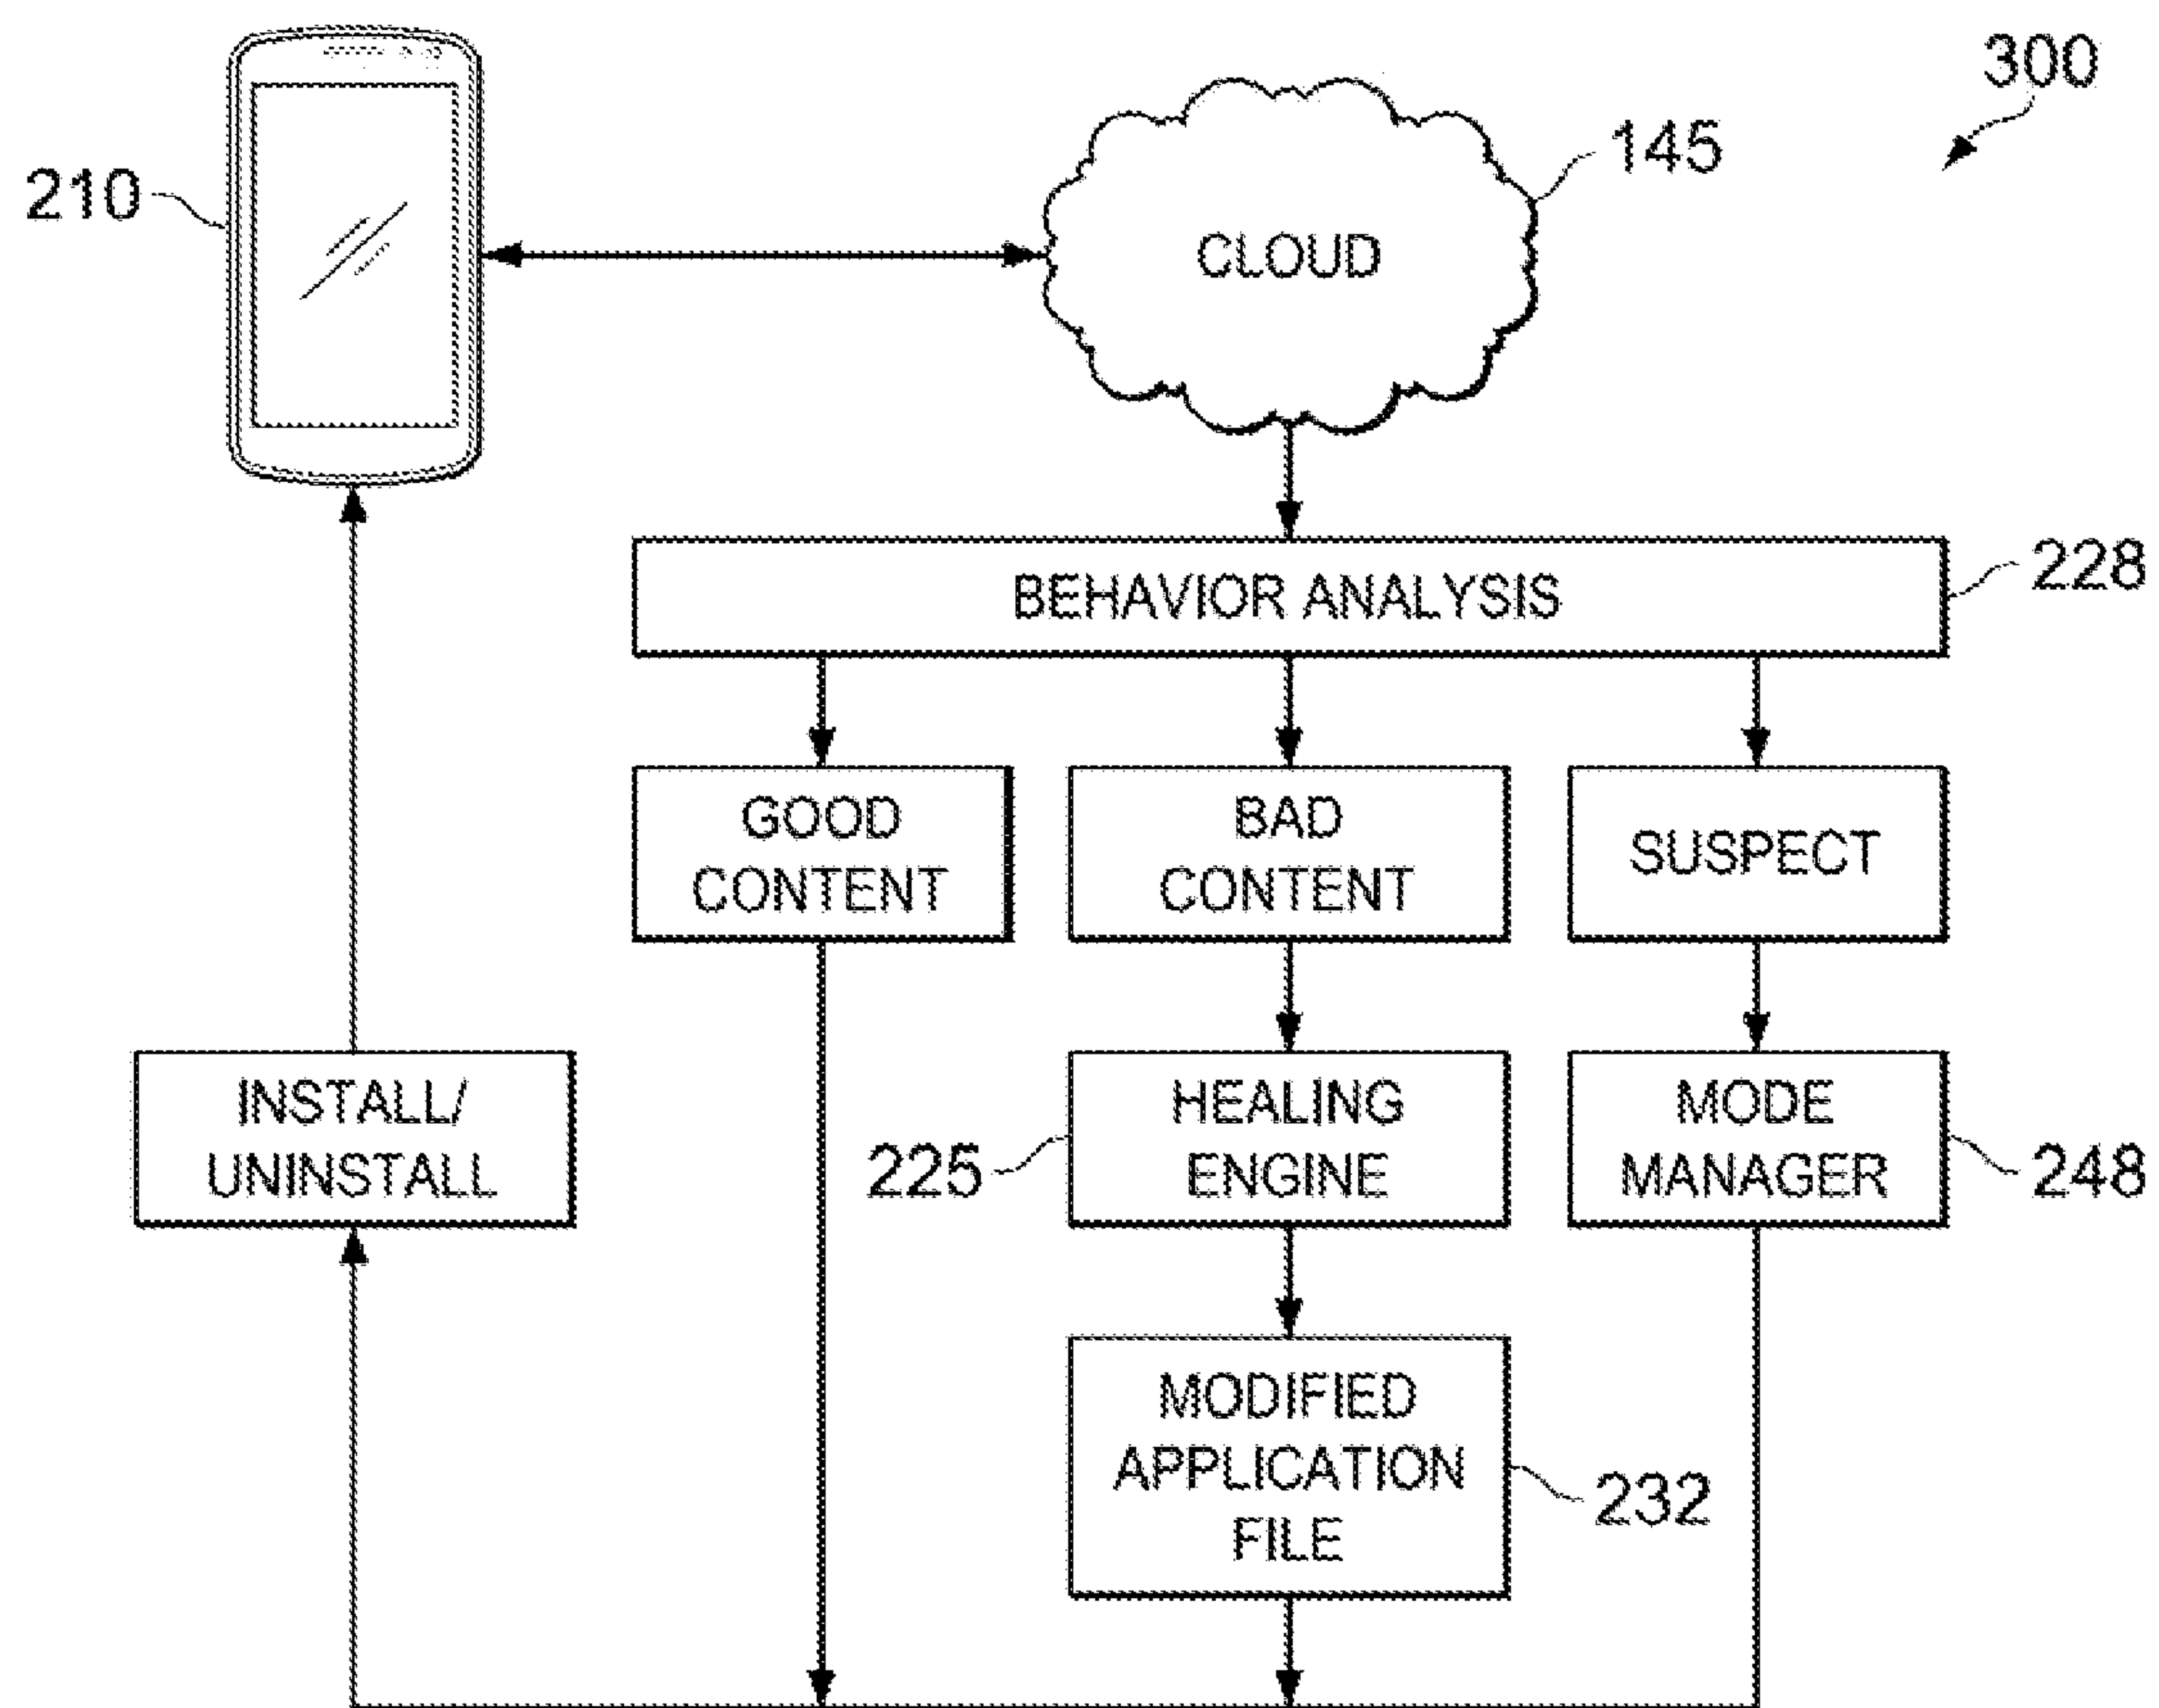 300
145
210
CLOUD
228
BEHAVIOR ANALYSIS
GOOD
CONTENT
BAD
CONTENT
SUSPECT
INSTALL/
UNINSTALL
225
HEALING
ENGINE
MODE
MANAGER
248
MODIFIED
APPLICATION
FILE
232